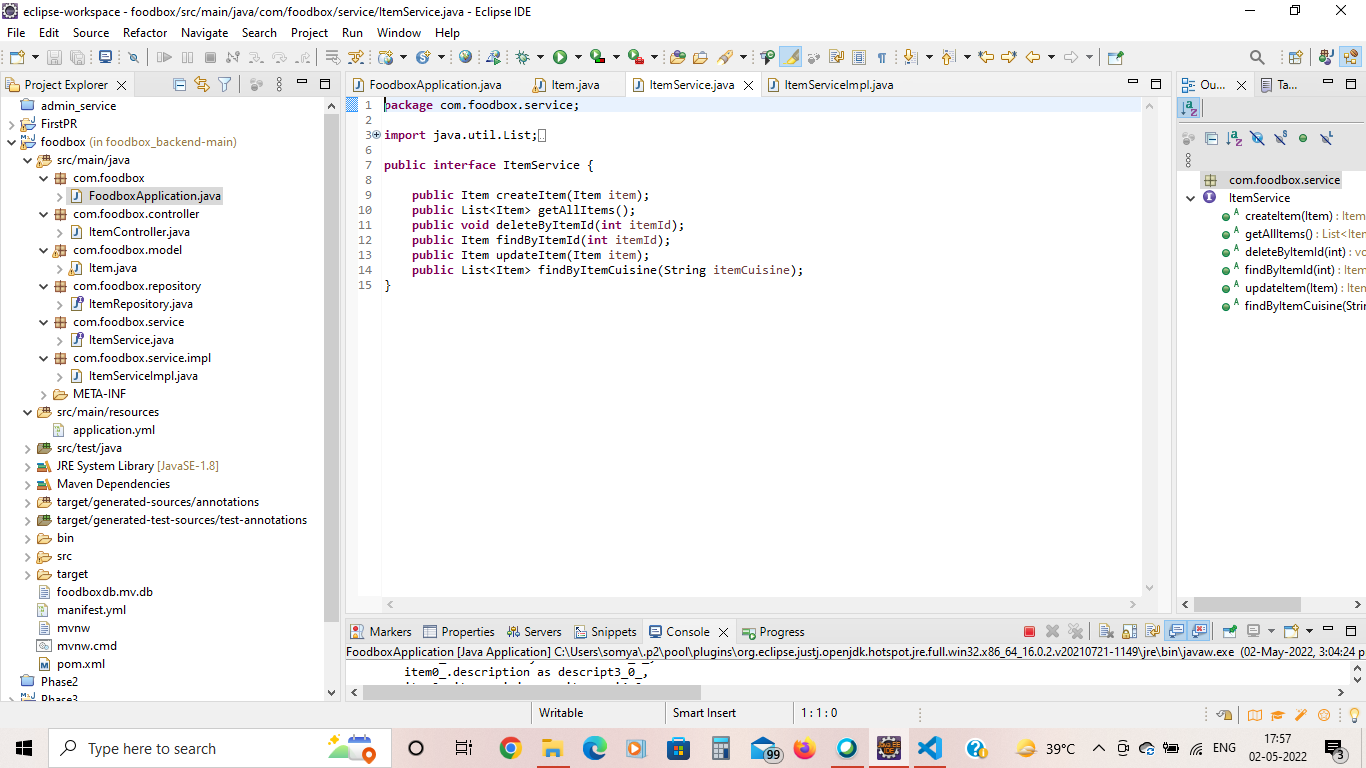 eclipse-workspace - foodbox/src/main/java/com/foodbox/service/ItemService.java - Eclipse IDE
File Edit Source Refactor Navigate Search Project Run Window Help
Project Explorer
admin_service
FirstPR
foodbox (in foodbox_backend-main)
src/main/java
com.foodbox
FoodboxApplication.java
com.foodbox.controller
ItemController.java
com.foodbox.model
Item.java
com.foodbox.repository
ItemRepository.java
com.foodbox.service
ItemService.java
com.foodbox.service.impl
ItemServiceImpl.java
META-INF
src/main/resources
application.yml
src/test/java
JRE System Library [JavaSE-1.8]
Maven Dependencies
target/generated-sources/annotations
target/generated-test-sources/test-annotations
bin
src
target
foodboxdb.mv.db
manifest.yml
mvnw
mvnw.cmd
pom.xml
Phase2
Phase3
FoodboxApplication.java Item.java ItemService.java ItemServiceImpl.java
1 package com.foodbox.service;
2
3 import java.util.List;
6
7 public interface ItemService {
8
9 public Item createItem(Item item);
10 public List<Item> getAllItems();
11 public void deleteByItemId(int itemId);
12 public Item findByItemId(int itemId);
13 public Item updateItem(Item item);
14 public List<Item> findByItemCuisine(String itemCuisine);
15 }
Ou... Ta...
com.foodbox.service
ItemService
createItem(Item) : Item
getAllItems() : List<Iter
deleteByItemId(int) : vo
findByItemId(int) : Item
updateItem(Item) : Iten
findByItemCuisine(Strin
Markers Properties Servers Snippets Console Progress
FoodboxApplication [Java Application] C:\Users\somya\.p2\pool\plugins\org.eclipse.justj.openjdk.hotspot.jre.full.win32.x86_64_16.0.2.v20210721-1149\jre\bin\javaw.exe (02-May-2022, 3:04:24 p
item0_.description as descript3_0_,
Writable Smart Insert 1 : 1 : 0
Type here to search
99
39°C
ENG
17:57
02-05-2022
3